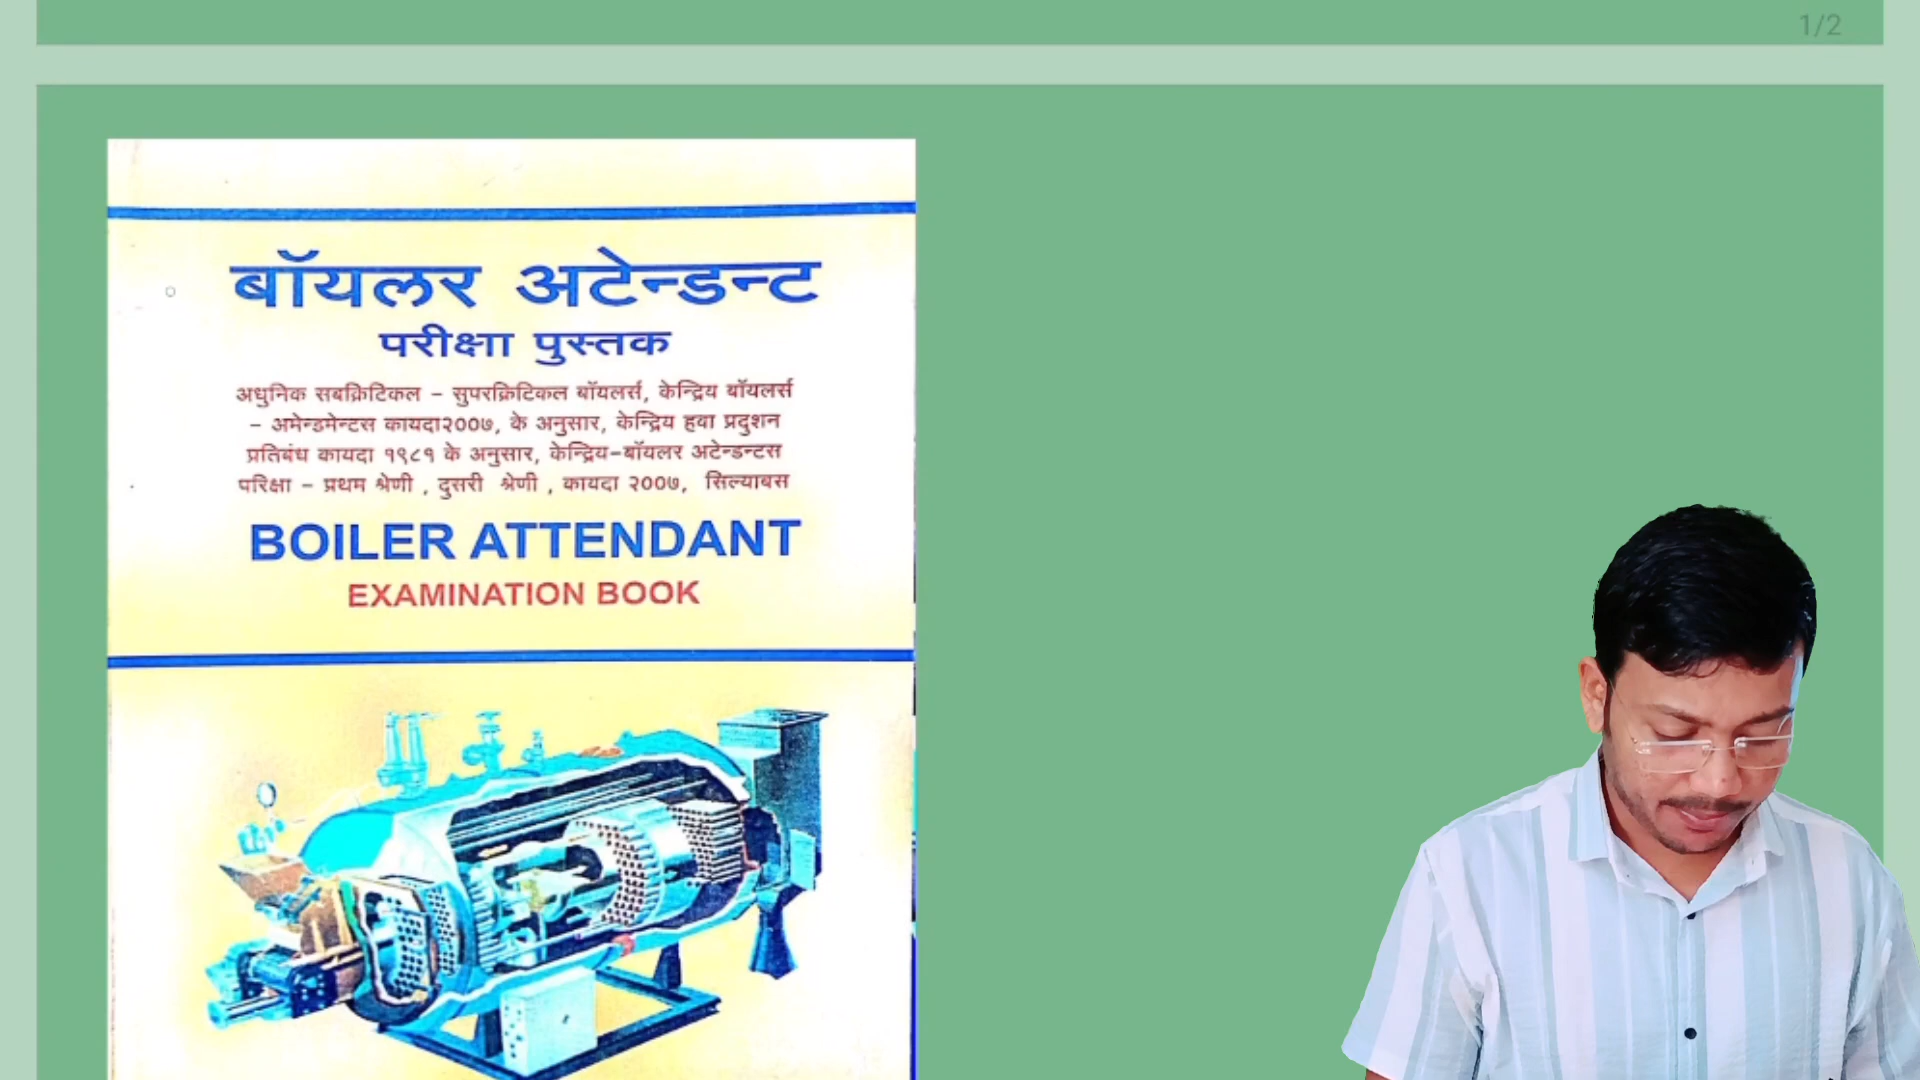 1/2
बॉयलर अटेन्डन्ट
परीक्षा पुस्तक
अधुनिक सबक्रिटिकल – सुपरक्रिटिकल बॉयलर्स, केन्द्रिय बॉयलर्स
– अमेन्डमेन्टस कायदा२००७, के अनुसार, केन्द्रिय हवा प्रदुशन
प्रतिबंध कायदा १९८१ के अनुसार, केन्द्रिय–बॉयलर अटेन्डन्टस
परिक्षा – प्रथम श्रेणी , दुसरी श्रेणी , कायदा २००७, सिल्याबस
BOILER ATTENDANT
EXAMINATION BOOK